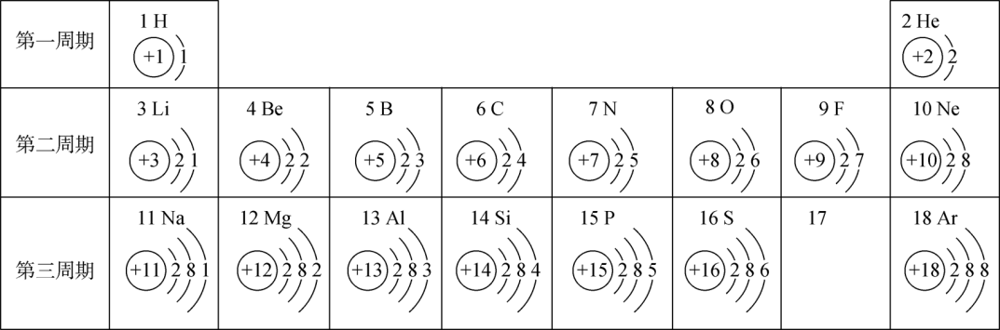 第一周期 1 H 2 He
+1 1 +2 2
第二周期 3 Li 4 Be 5 B 6 C 7 N 8 O 9 F 10 Ne
+3 2 1 +4 2 2 +5 2 3 +6 2 4 +7 2 5 +8 2 6 +9 2 7 +10 2 8
第三周期 11 Na 12 Mg 13 Al 14 Si 15 P 16 S 17 18 Ar
+11 2 8 1 +12 2 8 2 +13 2 8 3 +14 2 8 4 +15 2 8 5 +16 2 8 6 +18 2 8 8